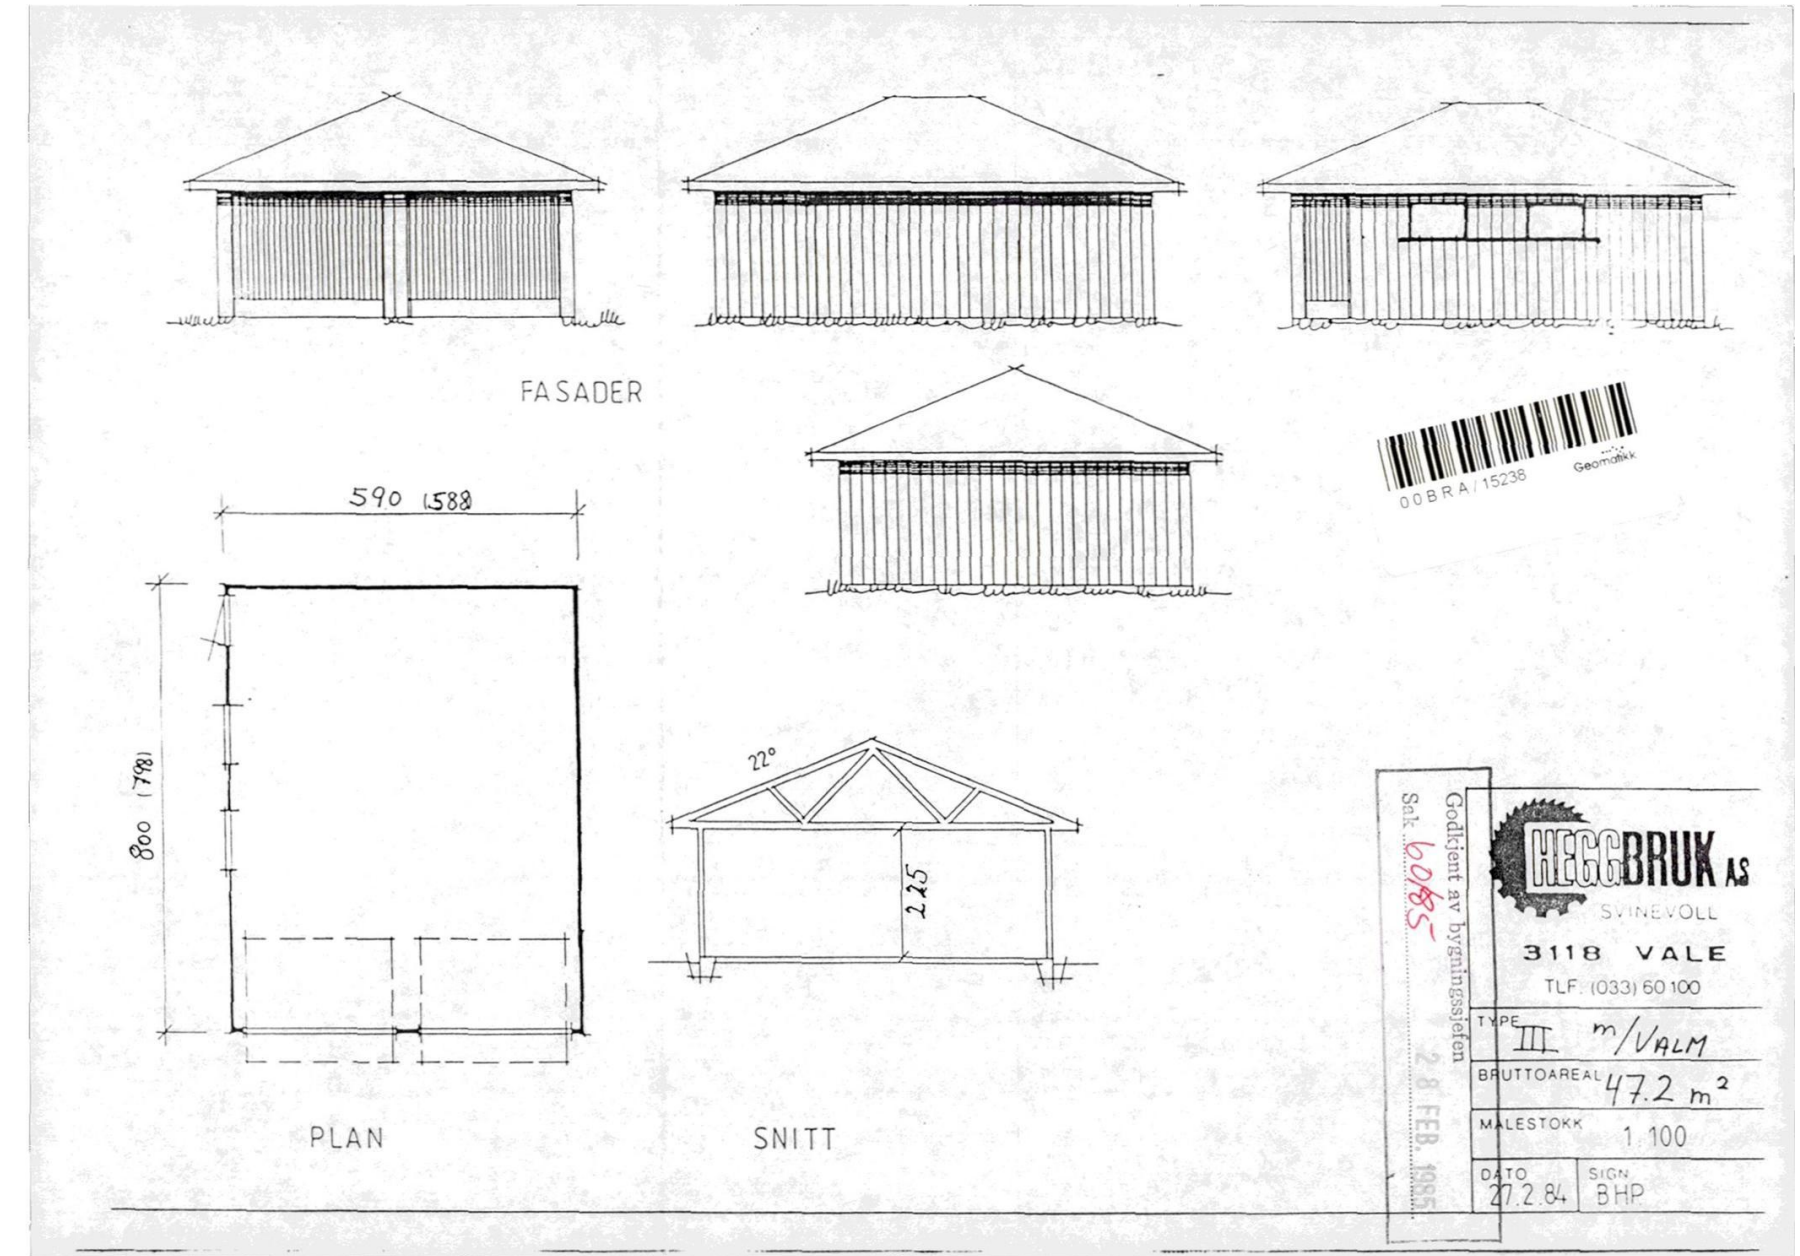 FASADER
00BRA/15238
Geomatikk
590 (588)
800 (798)
22°
2.25
PLAN
SNITT
Godkjent av bygningssjefen
Sak 60/85
28 FEB. 1985
HEGGBRUK AS
SVINEVOLL
3118 VALE
TLF. (033) 60 100
TYPE III m/VALM
BRUTTOAREAL 47.2 m²
MALESTOKK 1:100
DATO 27.2.84
SIGN. BHP.